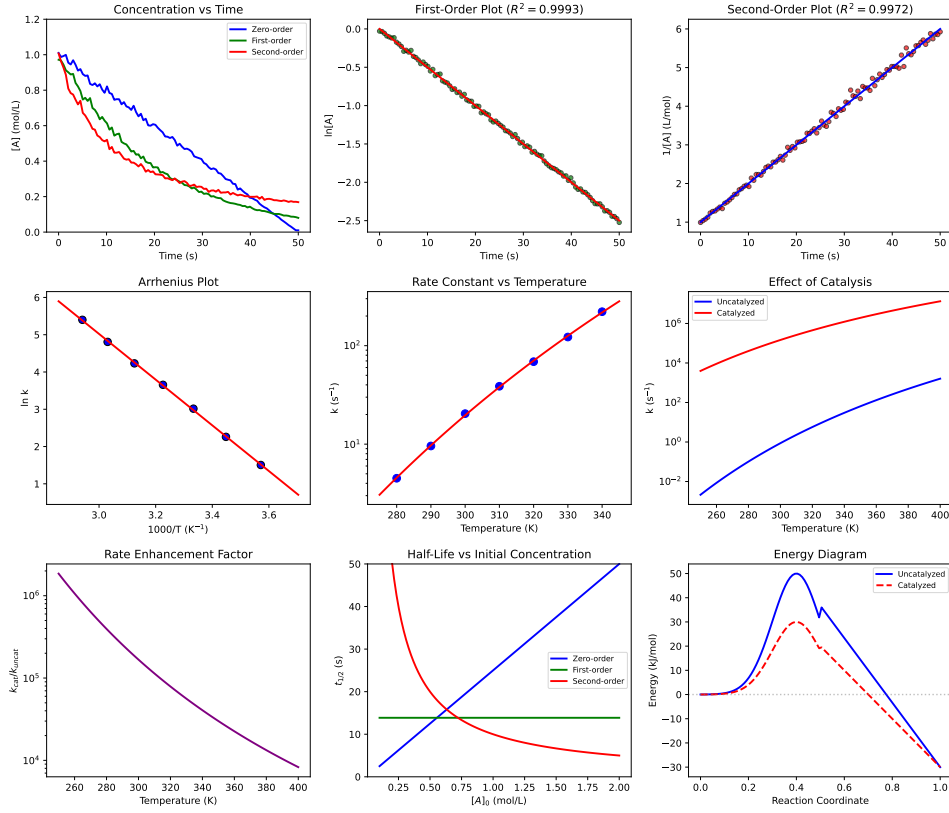 Concentration vs Time
1.2
1.0
0.8
0.6
0.4
0.2
0.0
[A] (mol/L)
Zero-order
First-order
Second-order
0 10 20 30 40 50
Time (s)
First-Order Plot (R² = 0.9993)
0.0
−0.5
−1.0
−1.5
−2.0
−2.5
ln[A]
0 10 20 30 40 50
Time (s)
Second-Order Plot (R² = 0.9972)
6
5
4
3
2
1
1/[A] (L/mol)
0 10 20 30 40 50
Time (s)
Arrhenius Plot
6
5
4
3
2
1
ln k
3.0 3.2 3.4 3.6
1000/T (K⁻¹)
Rate Constant vs Temperature
10²
10¹
k (s⁻¹)
280 290 300 310 320 330 340
Temperature (K)
Effect of Catalysis
Uncatalyzed
Catalyzed
10⁶
10⁴
10²
10⁰
10⁻²
k (s⁻¹)
260 280 300 320 340 360 380 400
Temperature (K)
Rate Enhancement Factor
10⁶
10⁵
10⁴
k_cat/k_uncat
260 280 300 320 340 360 380 400
Temperature (K)
Half-Life vs Initial Concentration
50
40
30
20
10
0
t_1/2 (s)
Zero-order
First-order
Second-order
0.25 0.50 0.75 1.00 1.25 1.50 1.75 2.00
[A]₀ (mol/L)
Energy Diagram
Uncatalyzed
Catalyzed
50
40
30
20
10
0
−10
−20
−30
Energy (kJ/mol)
0.0 0.2 0.4 0.6 0.8 1.0
Reaction Coordinate